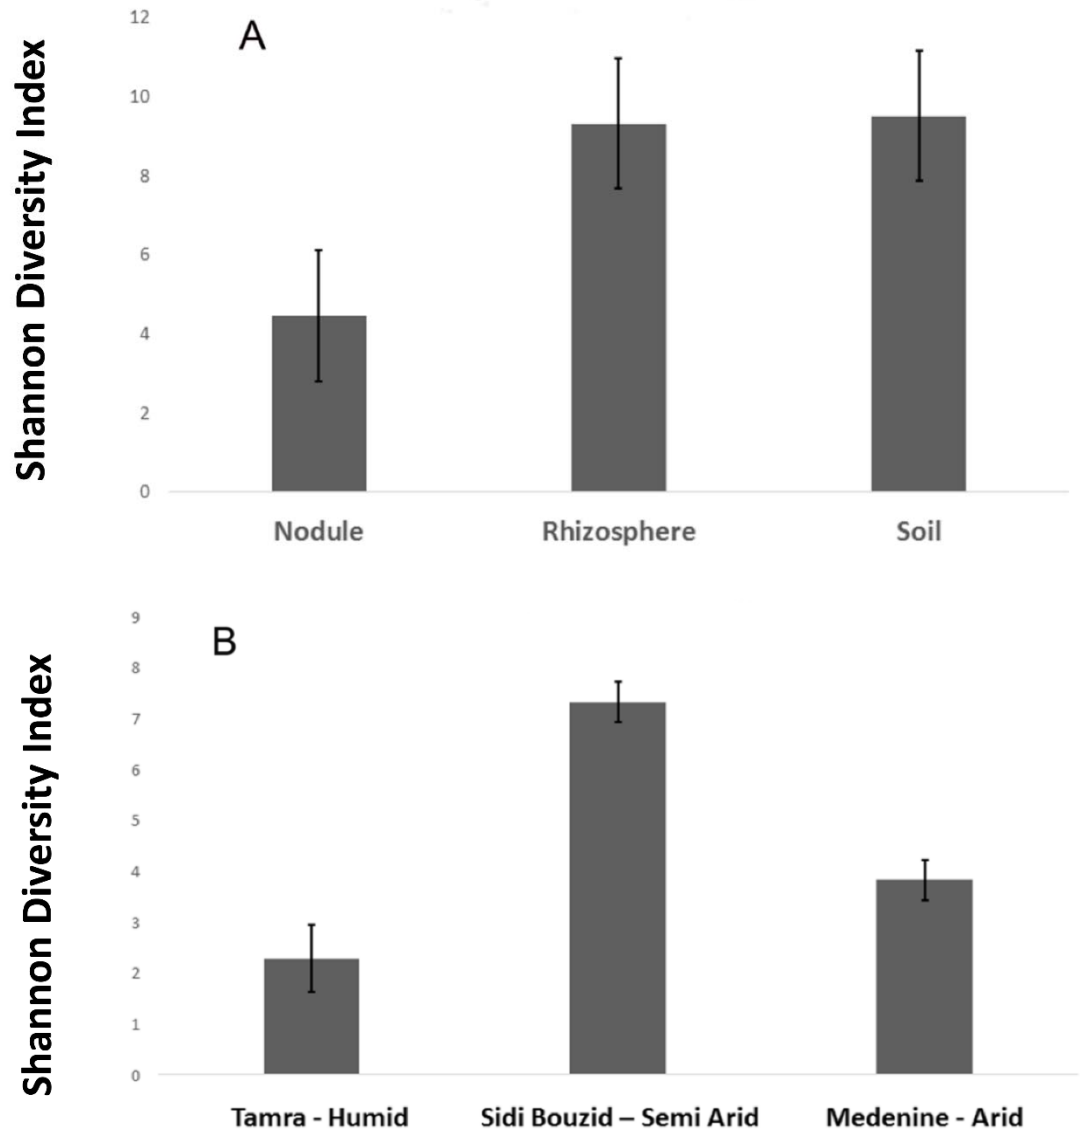 A
Shannon Diversity Index
12
10
8
6
4
2
0
Nodule Rhizosphere Soil
B
Shannon Diversity Index
9
8
7
6
5
4
3
2
1
0
Tamra - Humid Sidi Bouzid – Semi Arid Medenine - Arid